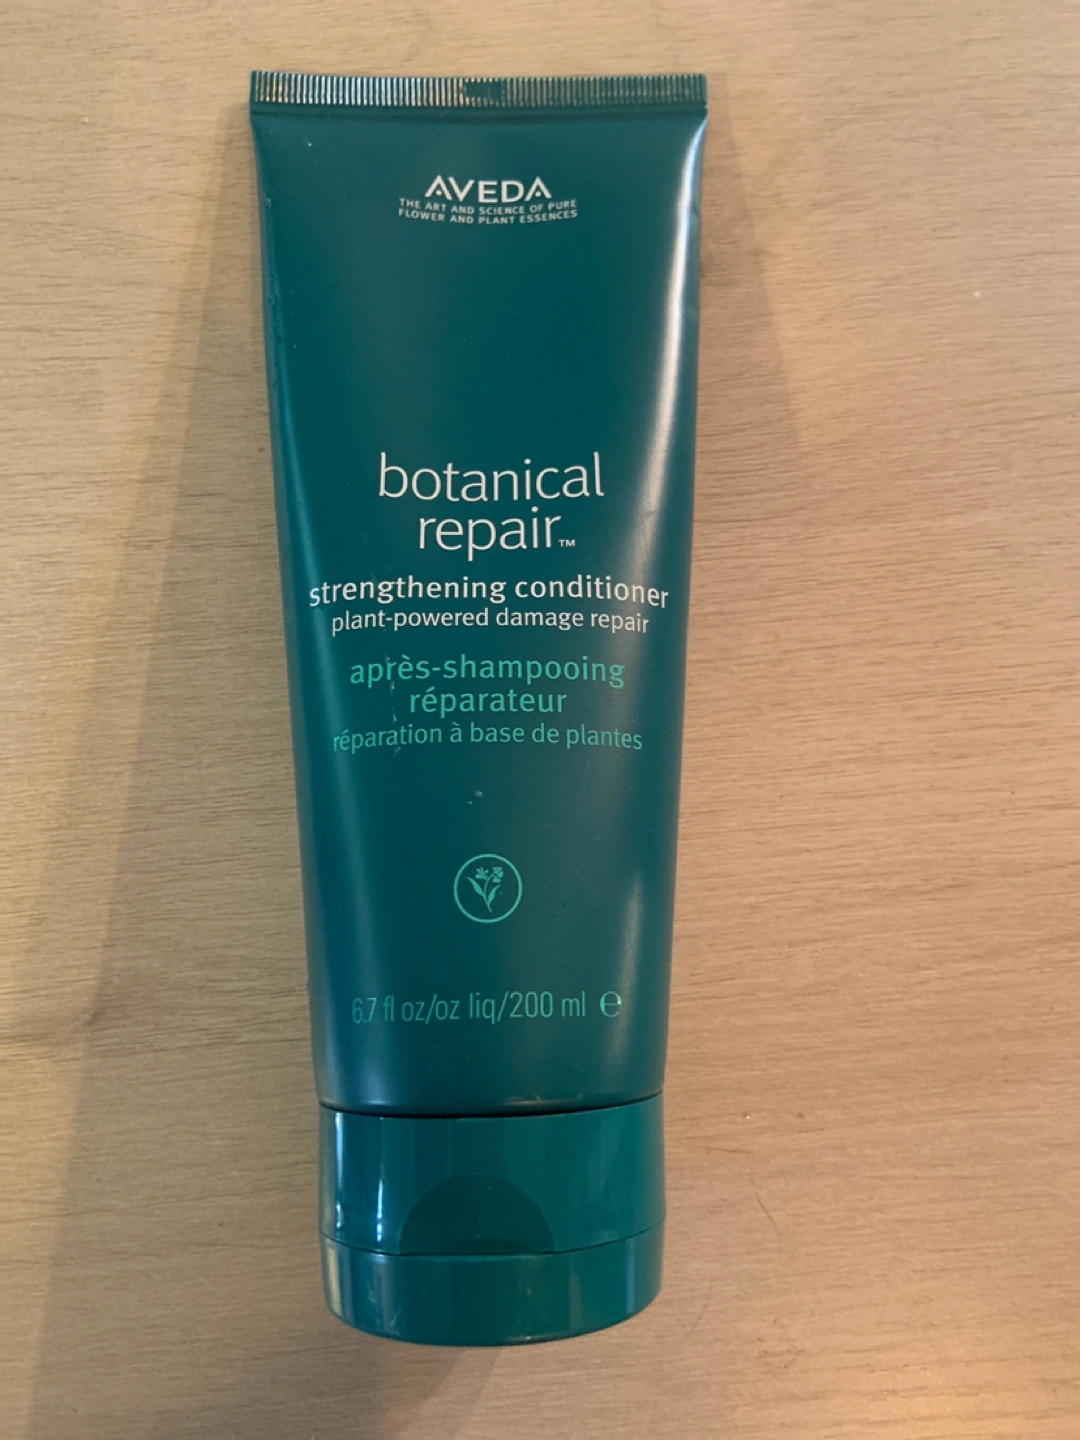 AVEDA
THE ART AND SCIENCE OF PURE
FLOWER AND PLANT ESSENCES
botanical
repair™
strengthening conditioner
plant-powered damage repair
après-shampooing
réparateur
réparation à base de plantes
6.7 fl oz/oz liq/200 ml ℮